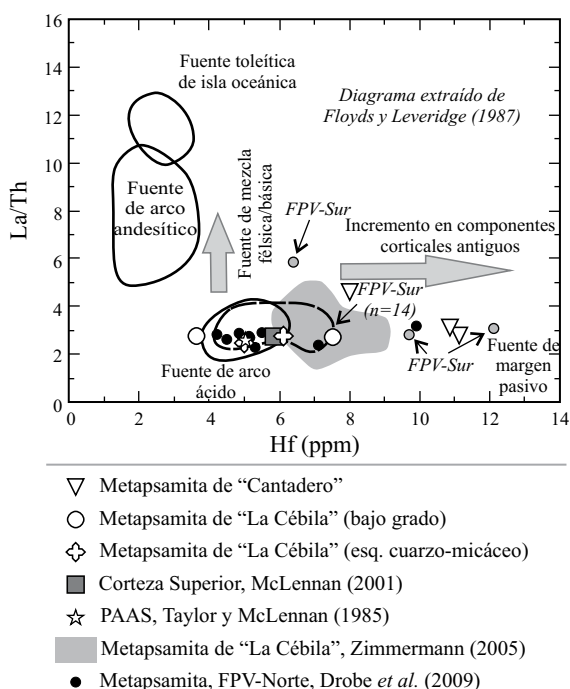 16
14
12
10
8
6
4
2
0
La/Th
Fuente toleítica
de isla oceánica
Diagrama extraído de
Floyds y Leveridge (1987)
Fuente
de arco
andesítico
Fuente de mezcla
félsica/básica
FPV-Sur
Incremento en componentes
corticales antiguos
FPV-Sur
(n=14)
Fuente de arco
ácido
FPV-Sur
Fuente de
margen
pasivo
0 2 4 6 8 10 12 14
Hf (ppm)
Metapsamita de “Cantadero”
Metapsamita de “La Cébila” (bajo grado)
Metapsamita de “La Cébila” (esq. cuarzo-micáceo)
Corteza Superior, McLennan (2001)
PAAS, Taylor y McLennan (1985)
Metapsamita de “La Cébila”, Zimmermann (2005)
Metapsamita, FPV-Norte, Drobe et al. (2009)